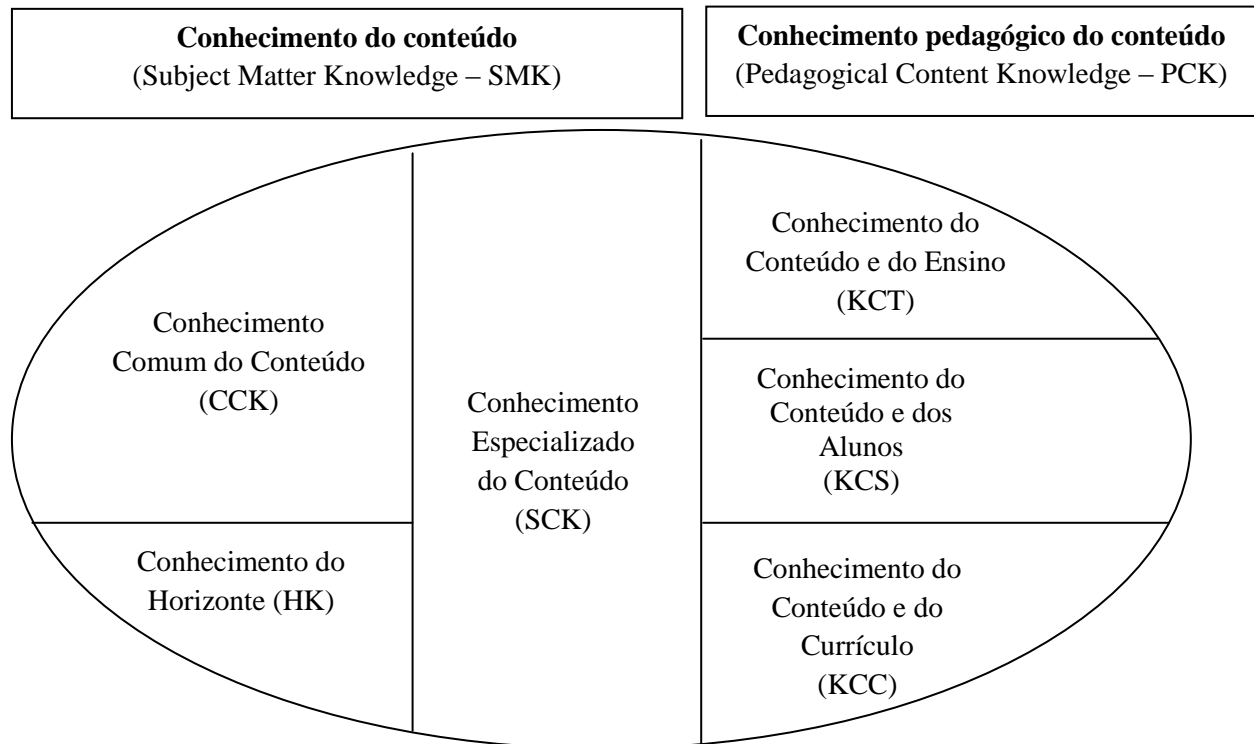 Conhecimento do conteúdo
(Subject Matter Knowledge – SMK)
Conhecimento pedagógico do conteúdo
(Pedagogical Content Knowledge – PCK)
Conhecimento
Comum do Conteúdo
(CCK)
Conhecimento do
Horizonte (HK)
Conhecimento
Especializado
do Conteúdo
(SCK)
Conhecimento do
Conteúdo e do Ensino
(KCT)
Conhecimento do
Conteúdo e dos
Alunos
(KCS)
Conhecimento do
Conteúdo e do
Currículo
(KCC)